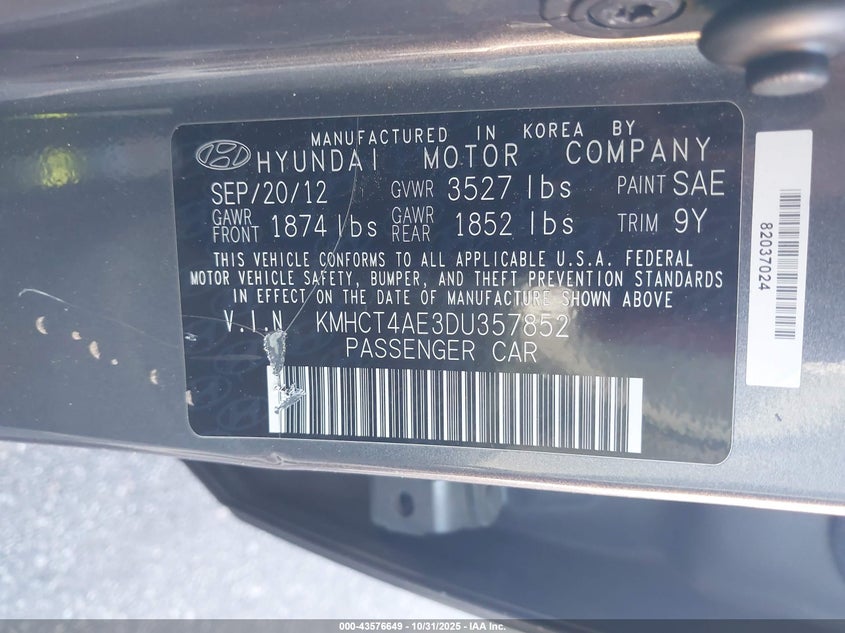 MANUFACTURED IN KOREA BY
HYUNDAI MOTOR COMPANY
SEP/20/12 GVWR 3527 lbs PAINT SAE
GAWR FRONT 1874 lbs GAWR REAR 1852 lbs TRIM 9Y
THIS VEHICLE CONFORMS TO ALL APPLICABLE U.S.A. FEDERAL
MOTOR VEHICLE SAFETY, BUMPER, AND THEFT PREVENTION STANDARDS
IN EFFECT ON THE DATE OF MANUFACTURE SHOWN ABOVE
V.I.N KMHCT4AE3DU357852
PASSENGER CAR
82037024
000-43576649 - 10/31/2025 - IAA Inc.